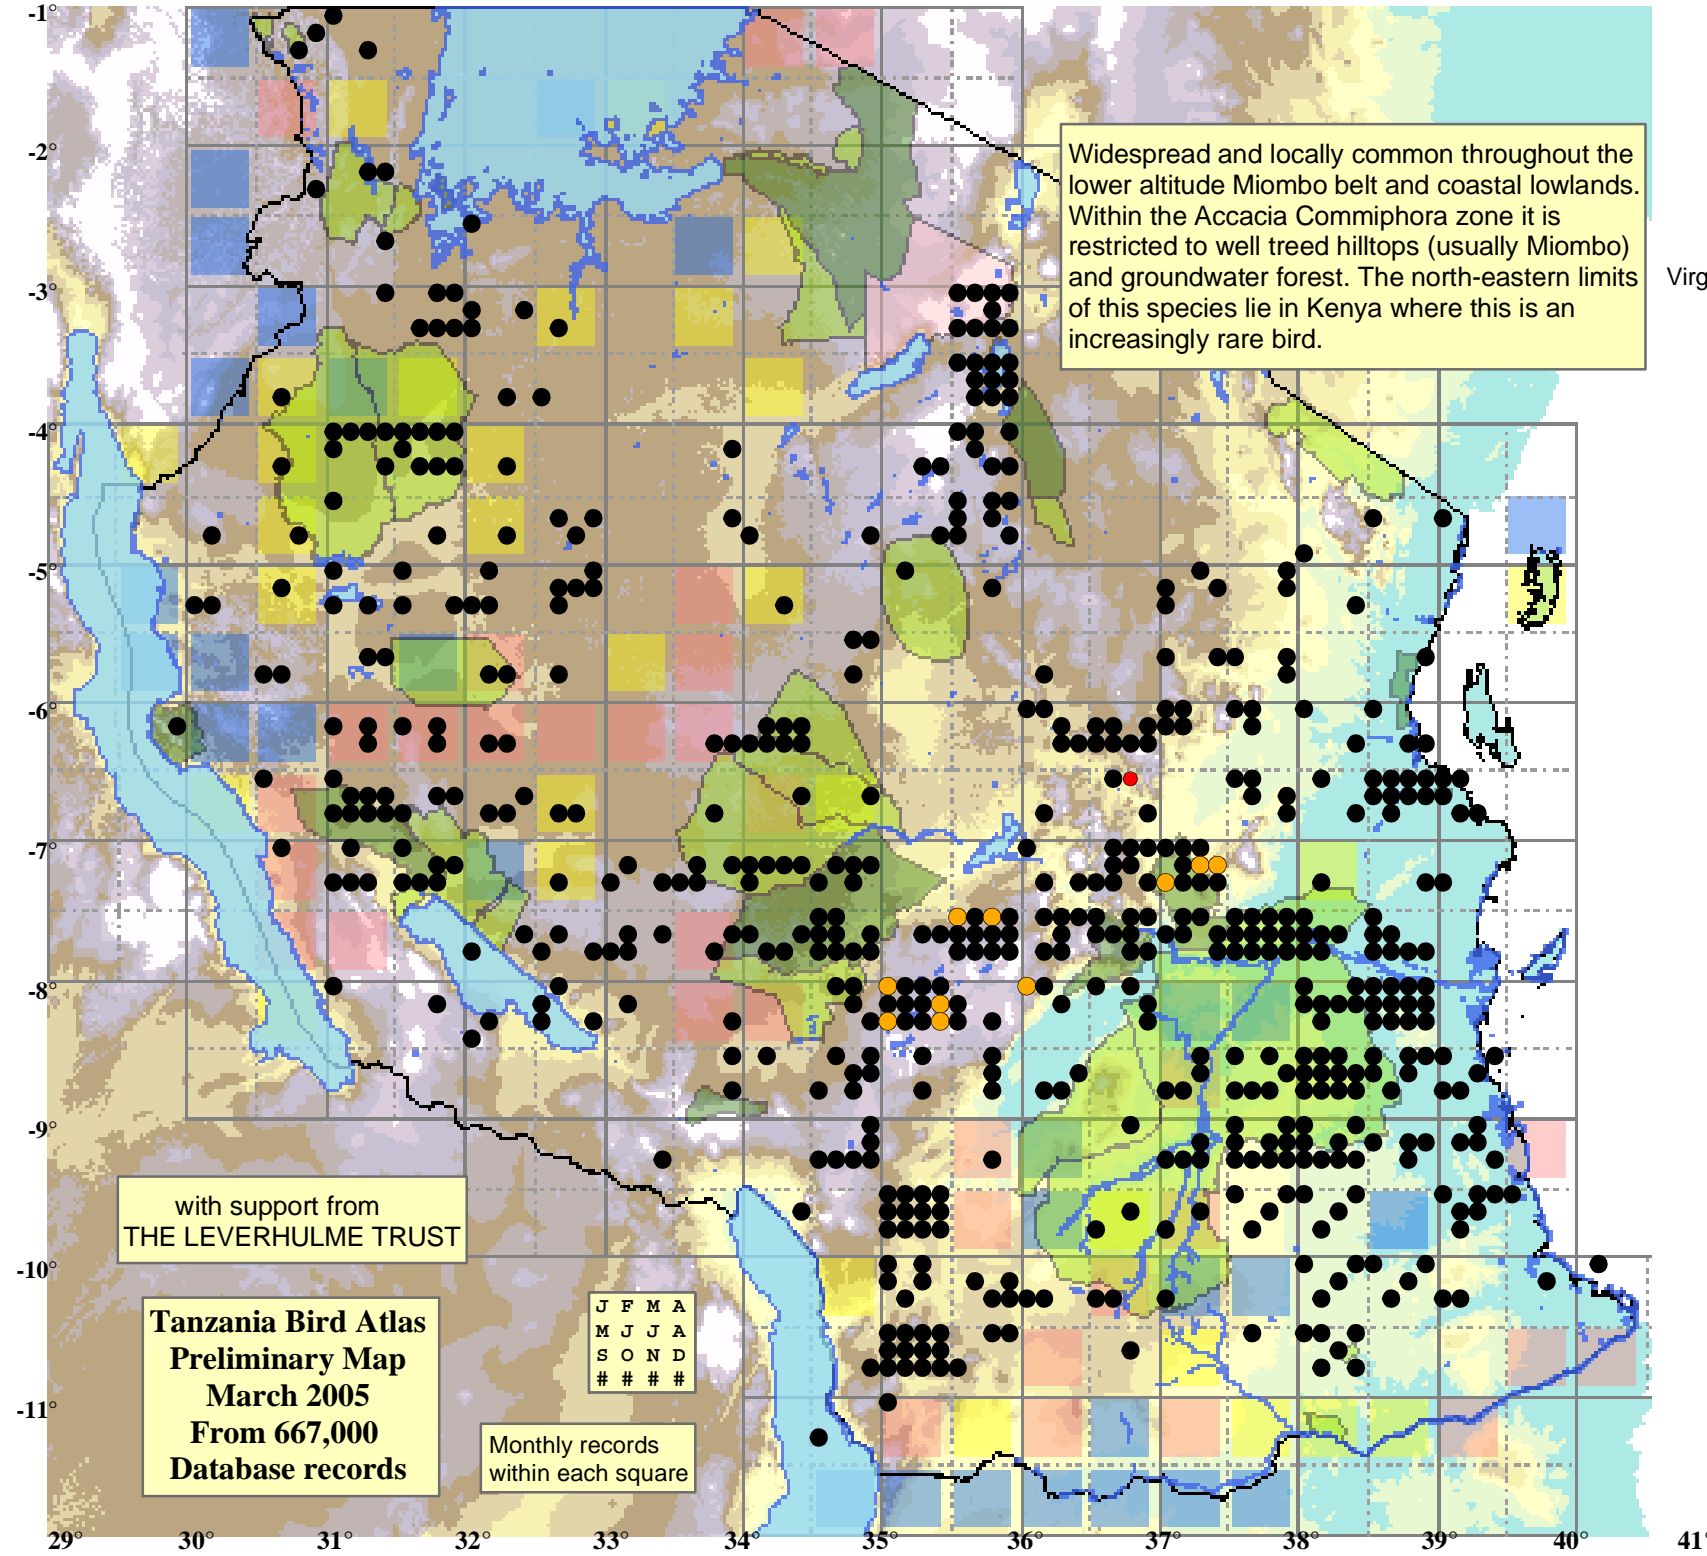 -1°
-2°
-3°
-4°
-5°
-6°
-7°
-8°
-9°
-10°
-11°
Widespread and locally common throughout the
lower altitude Miombo belt and coastal lowlands.
Within the Accacia Commiphora zone it is
restricted to well treed hilltops (usually Miombo)
and groundwater forest. The north-eastern limits
of this species lie in Kenya where this is an
increasingly rare bird.
Virg
with support from
THE LEVERHULME TRUST
Tanzania Bird Atlas
Preliminary Map
March 2005
From 667,000
Database records
J F M A
M J J A
S O N D
# # # #
Monthly records
within each square
29° 30° 31° 32° 33° 34° 35° 36° 37° 38° 39° 40° 41°